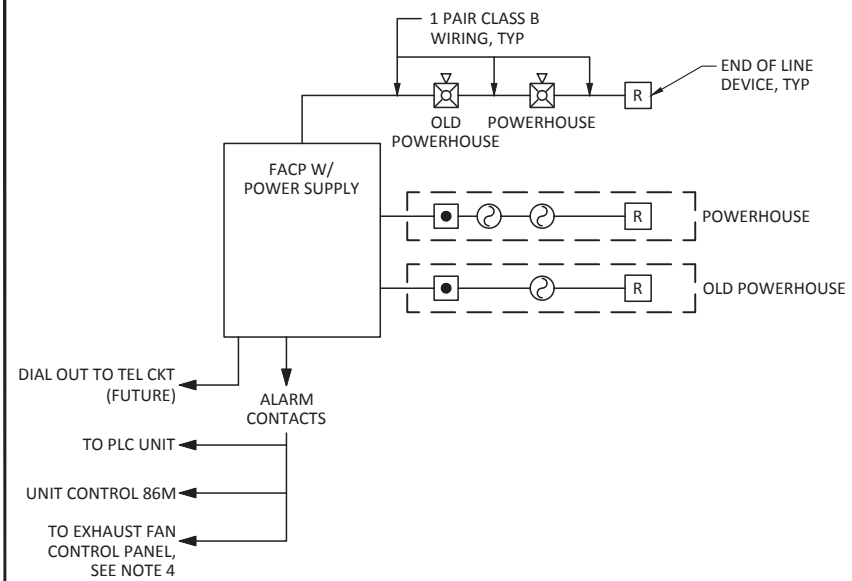 1 PAIR CLASS B
WIRING, TYP
END OF LINE
DEVICE, TYP
R
OLD
POWERHOUSE
POWERHOUSE
FACP W/
POWER SUPPLY
R
POWERHOUSE
R
OLD POWERHOUSE
DIAL OUT TO TEL CKT
(FUTURE)
ALARM
CONTACTS
TO PLC UNIT
UNIT CONTROL 86M
TO EXHAUST FAN
CONTROL PANEL,
SEE NOTE 4